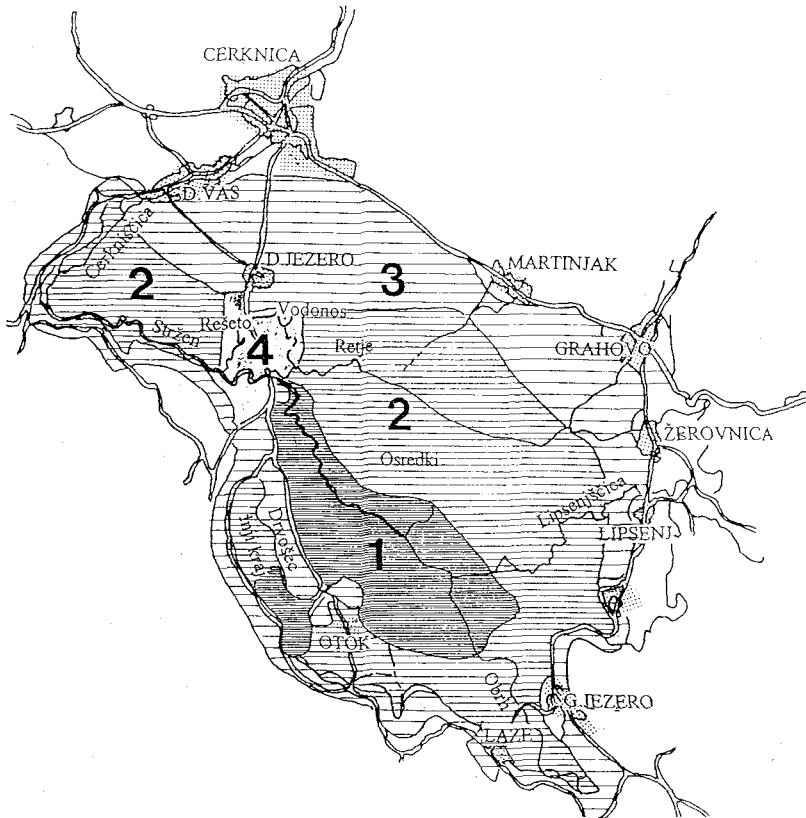 CERKNICA
D.VAS
Cerkniščica
D.JEZERO
MARTINJAK
2
3
Rešeto
Vodonos
Stržen
4
Retje
GRAHOVO
2
ŽEROVNICA
Osredki
Lipsenjščica
Drvošec
LIPSENJ
1
OTOK
Obrh
G.JEZERO
LAZE